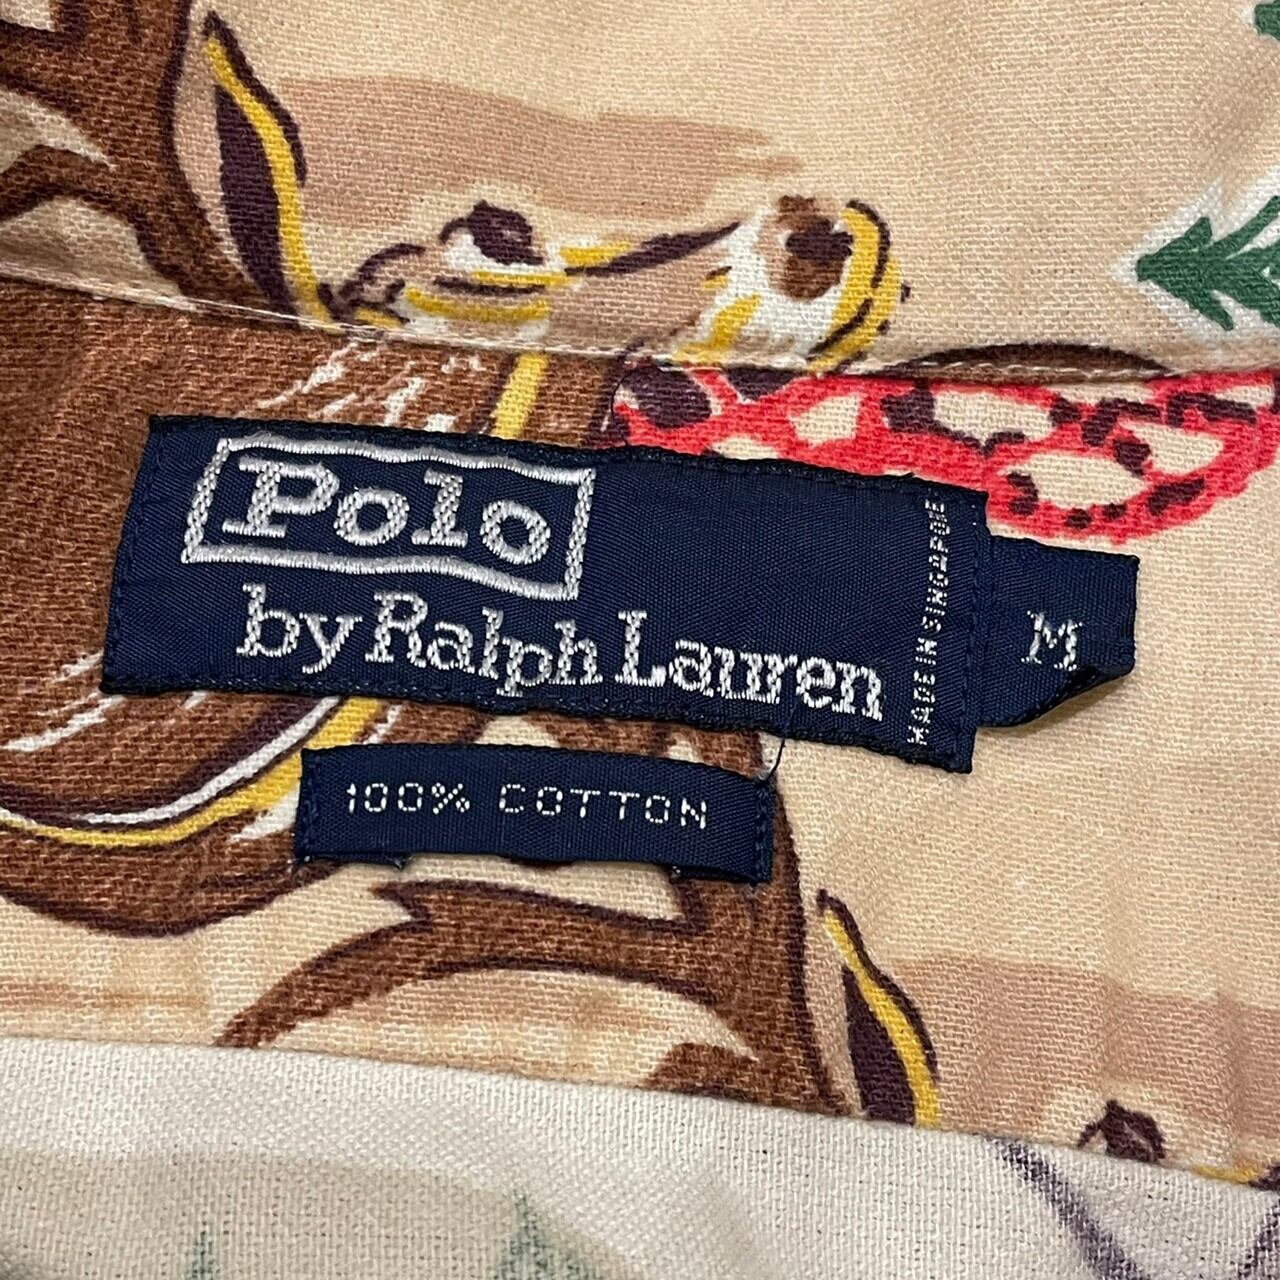 Polo
by Ralph Lauren
MADE IN SINGAPORE
M
100% COTTON